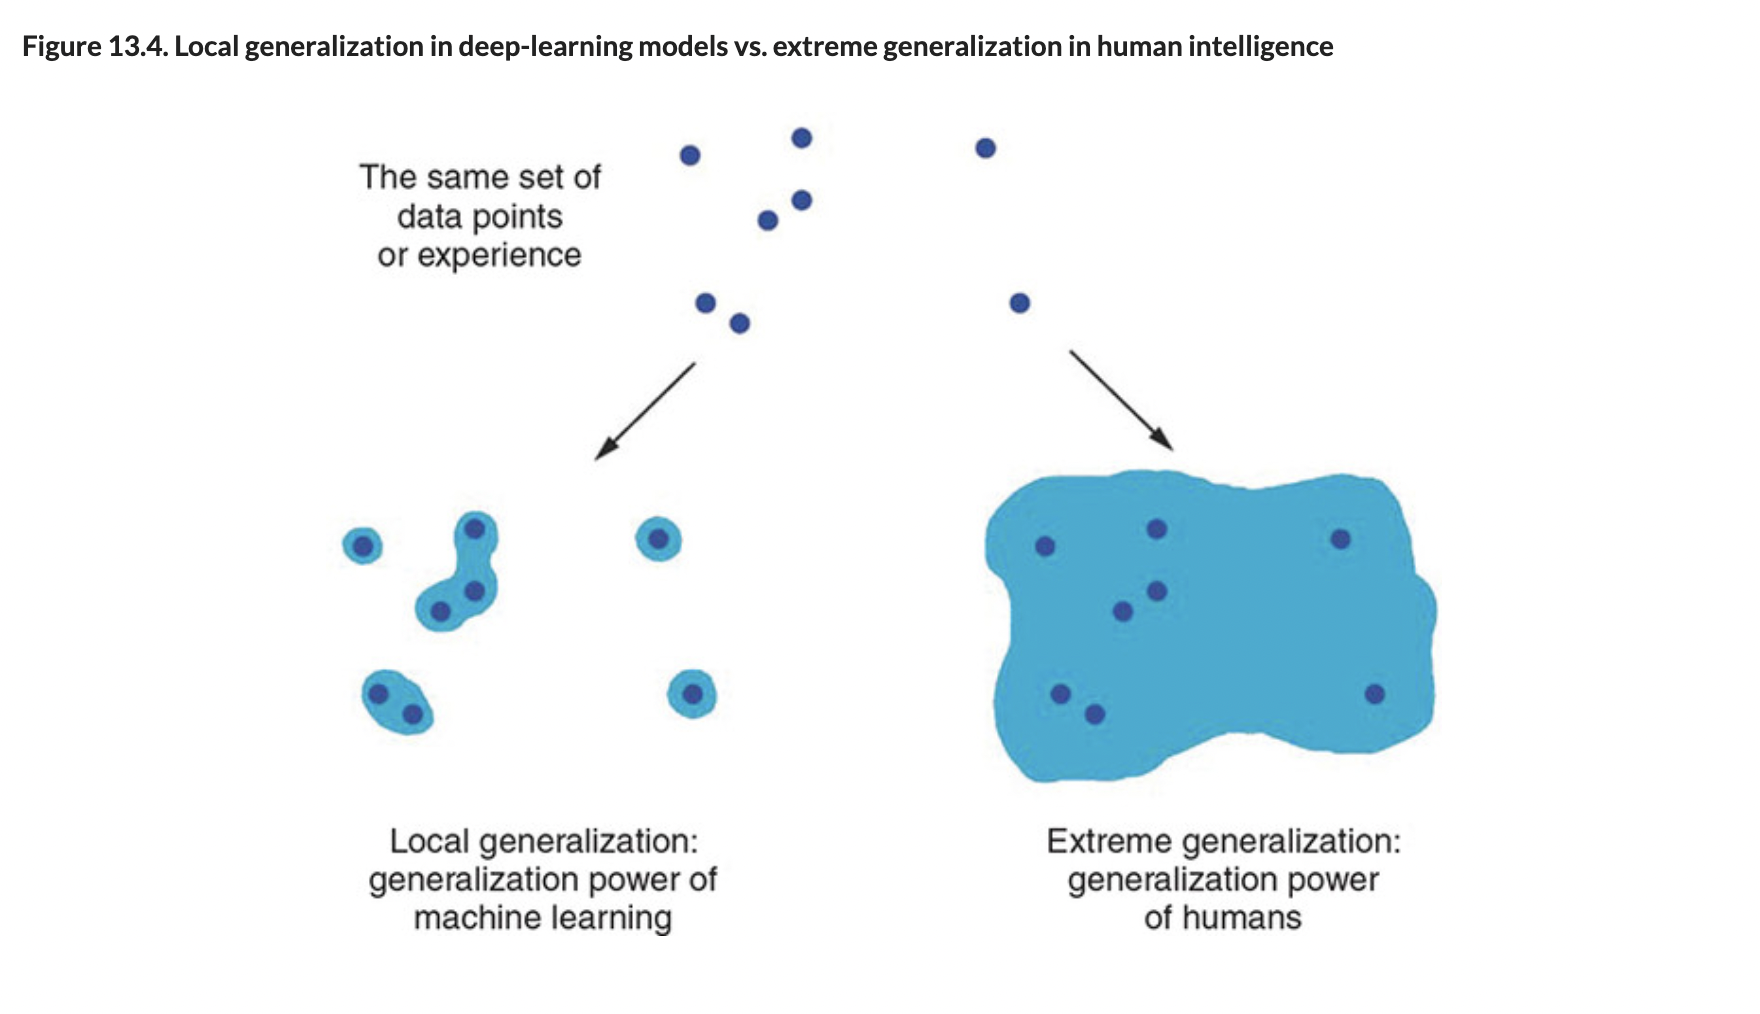 Figure 13.4. Local generalization in deep-learning models vs. extreme generalization in human intelligence
The same set of
data points
or experience
Local generalization:
generalization power of
machine learning
Extreme generalization:
generalization power
of humans